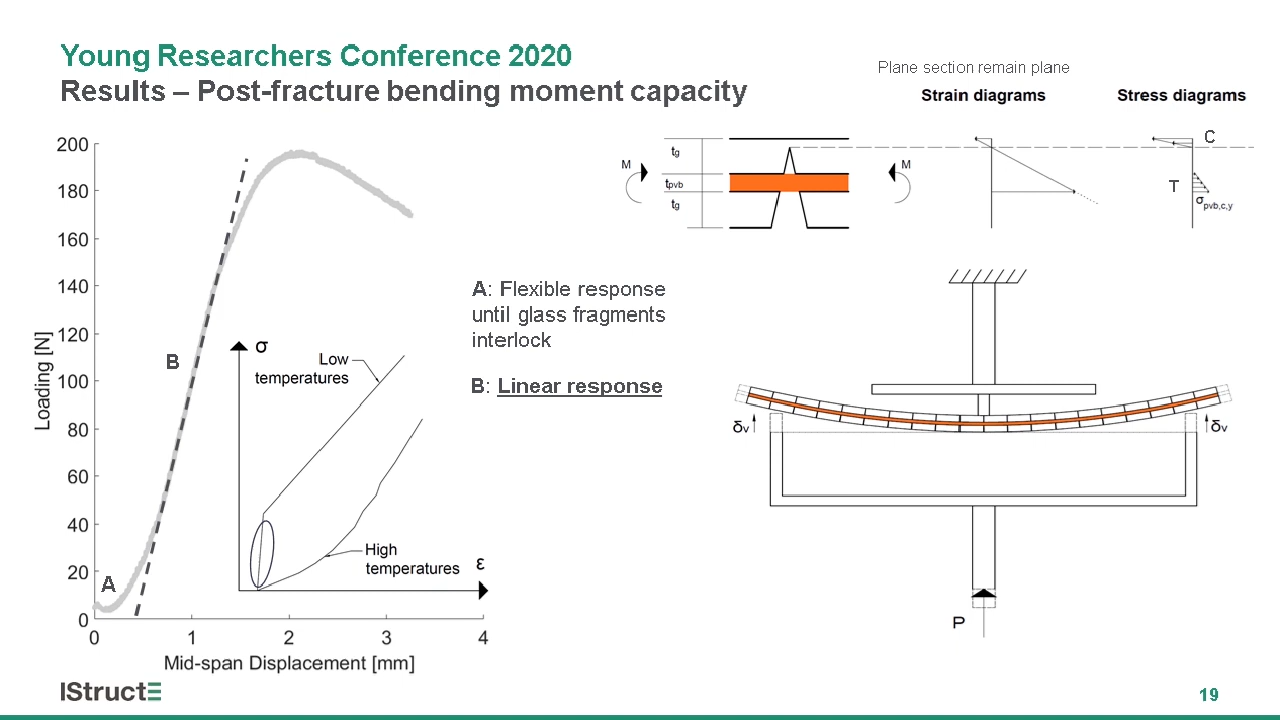 Young Researchers Conference 2020
Results – Post-fracture bending moment capacity
Plane section remain plane
Strain diagrams
Stress diagrams
M
tg
tpvb
tg
M
C
T
σpvb,c,y
200
180
160
140
120
100
80
60
40
20
0
Loading [N]
0
1
2
3
4
Mid-span Displacement [mm]
A
B
σ
Low
temperatures
High
temperatures
ε
A: Flexible response
until glass fragments
interlock
B: Linear response
δv
δv
P
IStructE
19